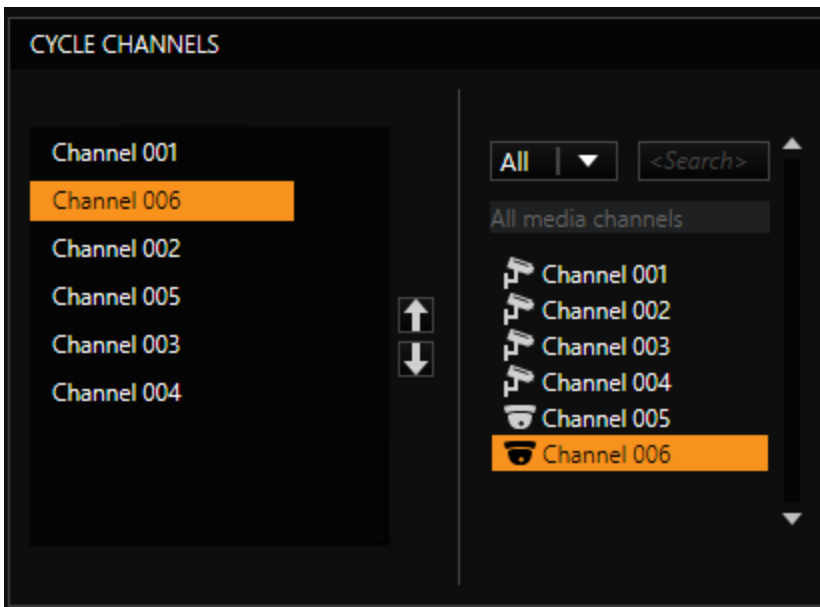 CYCLE CHANNELS
Channel 001
Channel 006
Channel 002
Channel 005
Channel 003
Channel 004
All
<Search>
All media channels
Channel 001
Channel 002
Channel 003
Channel 004
Channel 005
Channel 006